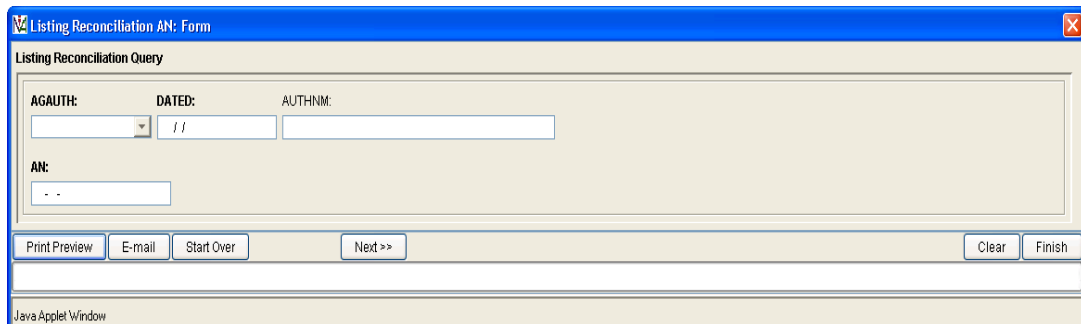 Listing Reconciliation AN: Form
Listing Reconciliation Query
AGAUTH: DATED: AUTHNM:
/ /
AN:
- -
Print Preview E-mail Start Over Next >> Clear Finish
Java Applet Window